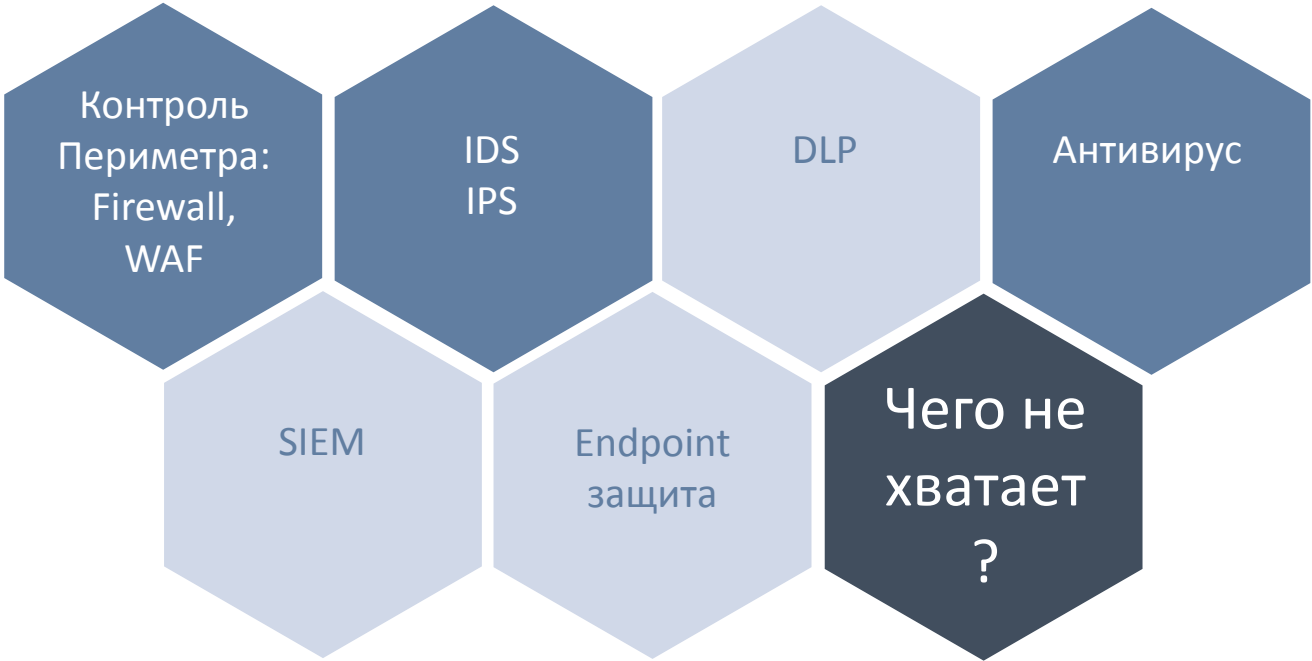 Контроль
Периметра:
Firewall,
WAF
IDS
IPS
DLP
Антивирус
SIEM
Endpoint
защита
Чего не
хватает
?